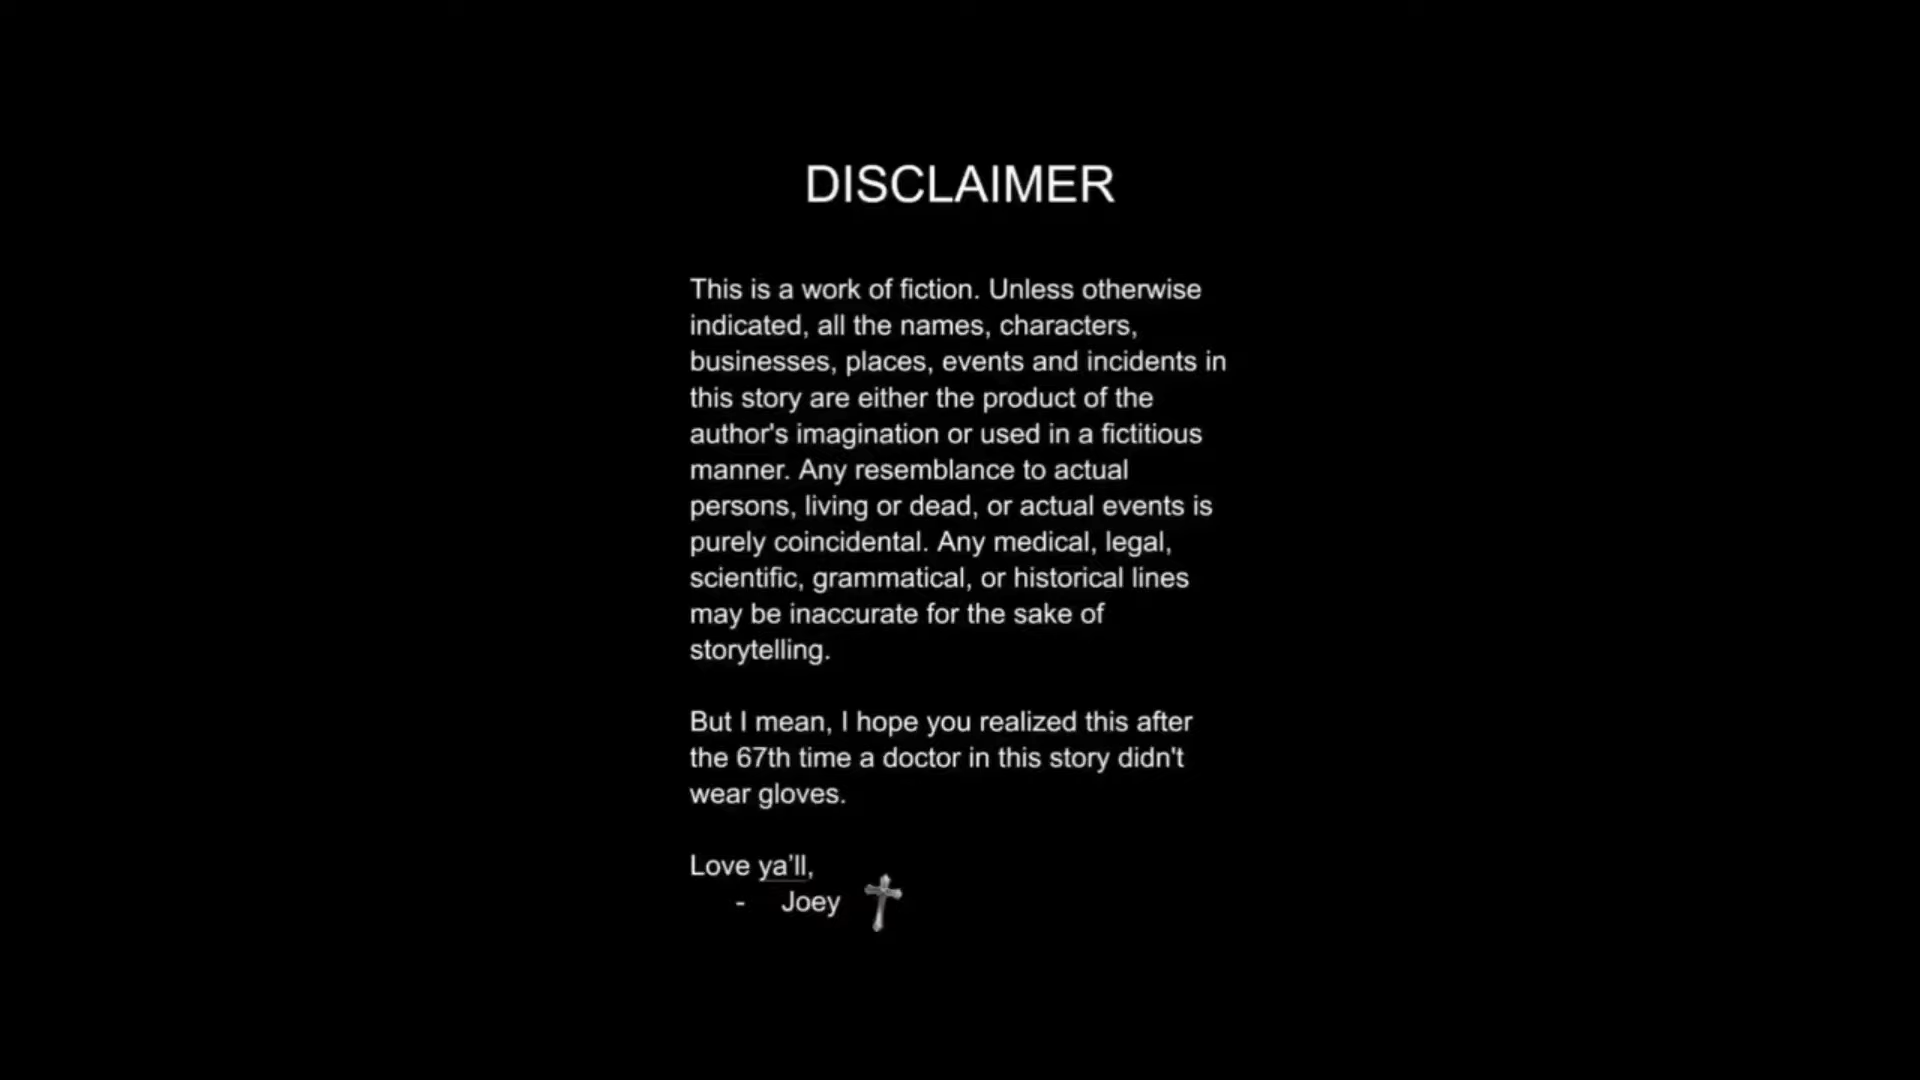 DISCLAIMER
This is a work of fiction. Unless otherwise
indicated, all the names, characters,
businesses, places, events and incidents in
this story are either the product of the
author's imagination or used in a fictitious
manner. Any resemblance to actual
persons, living or dead, or actual events is
purely coincidental. Any medical, legal,
scientific, grammatical, or historical lines
may be inaccurate for the sake of
storytelling.
But I mean, I hope you realized this after
the 67th time a doctor in this story didn't
wear gloves.
Love ya’ll,
- Joey